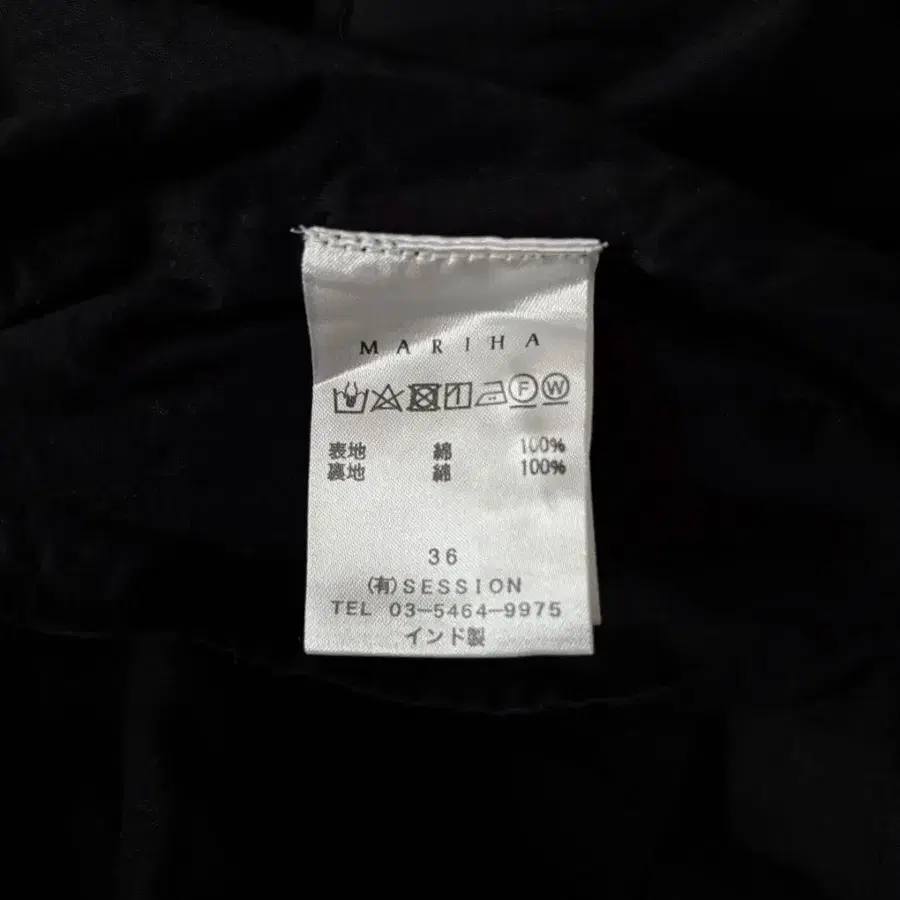 MARIHA
F W
表地 綿 100%
裏地 綿 100%
36
(有)SESSION
TEL 03-5464-9975
インド製